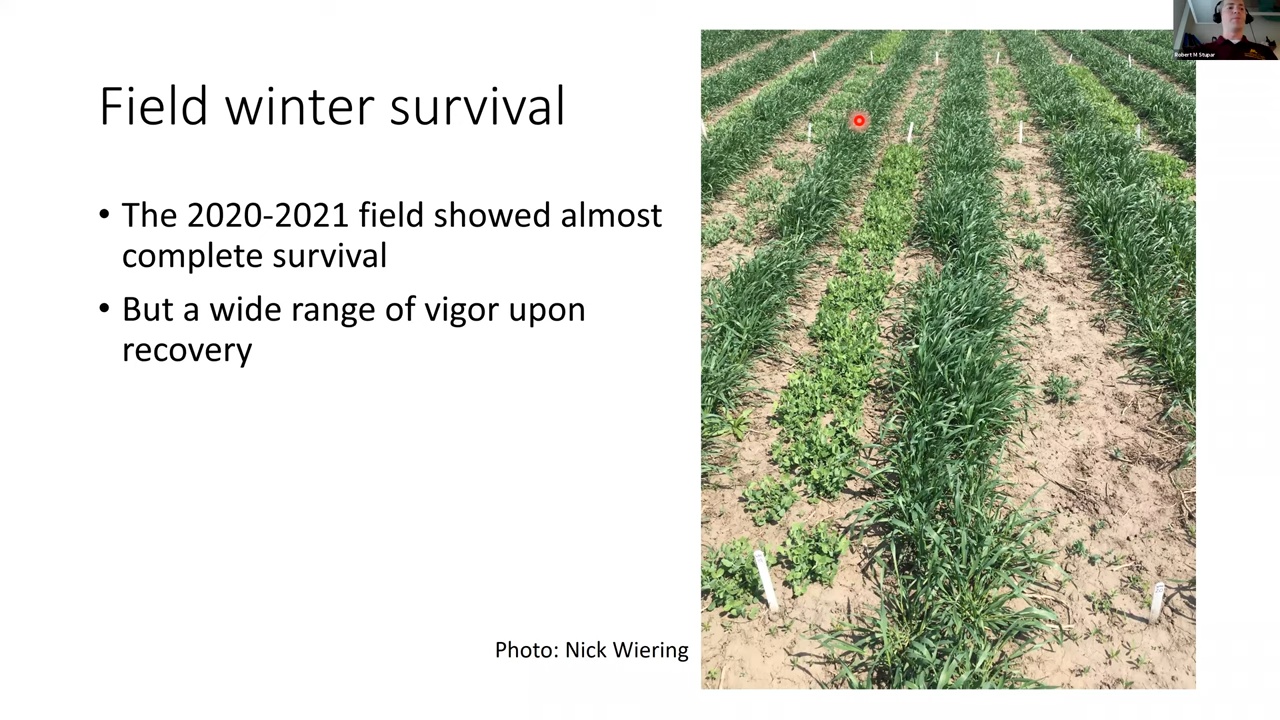 Robert M Stupar
Field winter survival
• The 2020-2021 field showed almost
complete survival
• But a wide range of vigor upon
recovery
Photo: Nick Wiering